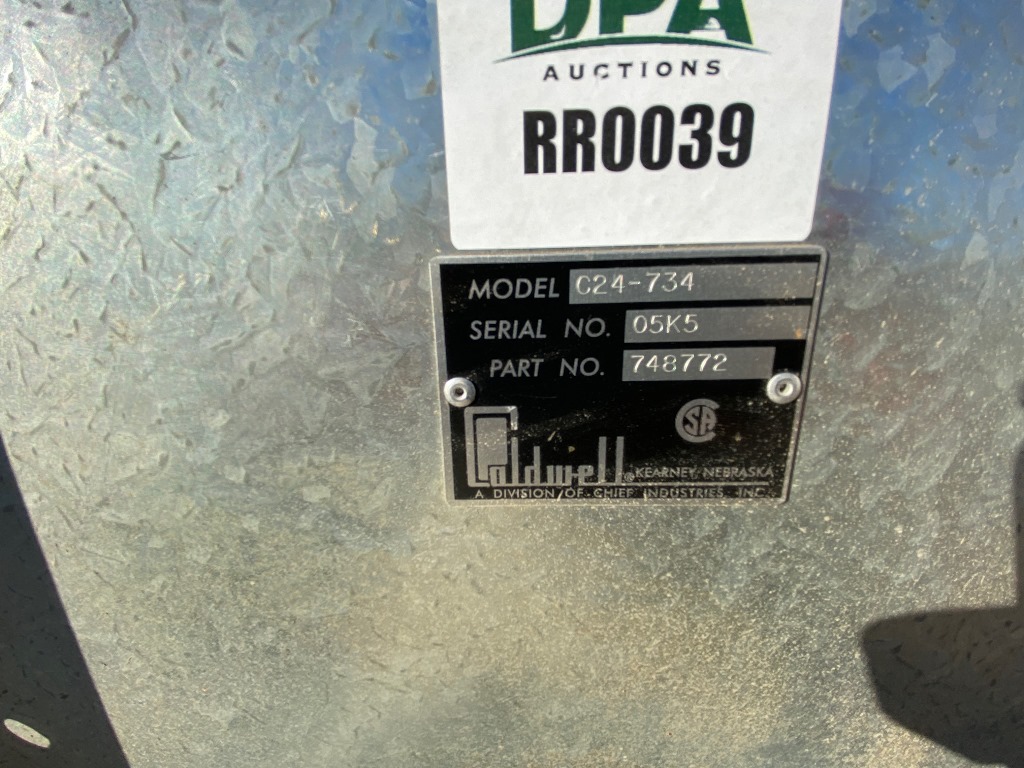 DPA
AUCTIONS
RR0039
MODEL C24-734
SERIAL NO. 05K5
PART NO. 748772
CSA
Caldwell®
KEARNEY, NEBRASKA
A DIVISION OF CHIEF INDUSTRIES, INC.